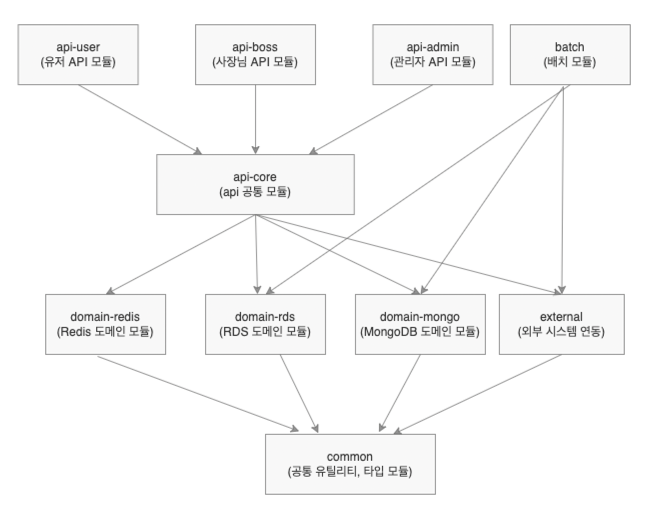 api-user
(유저 API 모듈)
api-boss
(사장님 API 모듈)
api-admin
(관리자 API 모듈)
batch
(배치 모듈)
api-core
(api 공통 모듈)
domain-redis
(Redis 도메인 모듈)
domain-rds
(RDS 도메인 모듈)
domain-mongo
(MongoDB 도메인 모듈)
external
(외부 시스템 연동)
common
(공통 유틸리티, 타입 모듈)